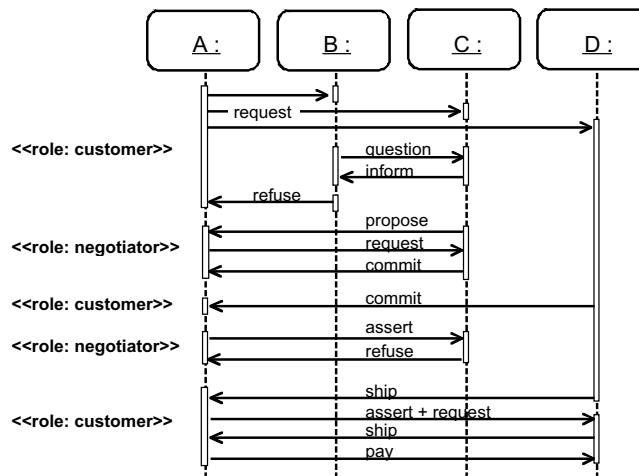 A : B : C : D :
request
<<role: customer>>
question
inform
refuse
propose
<<role: negotiator>> request
commit
<<role: customer>> commit
assert
<<role: negotiator>>
refuse
ship
<<role: customer>> assert + request
ship
pay